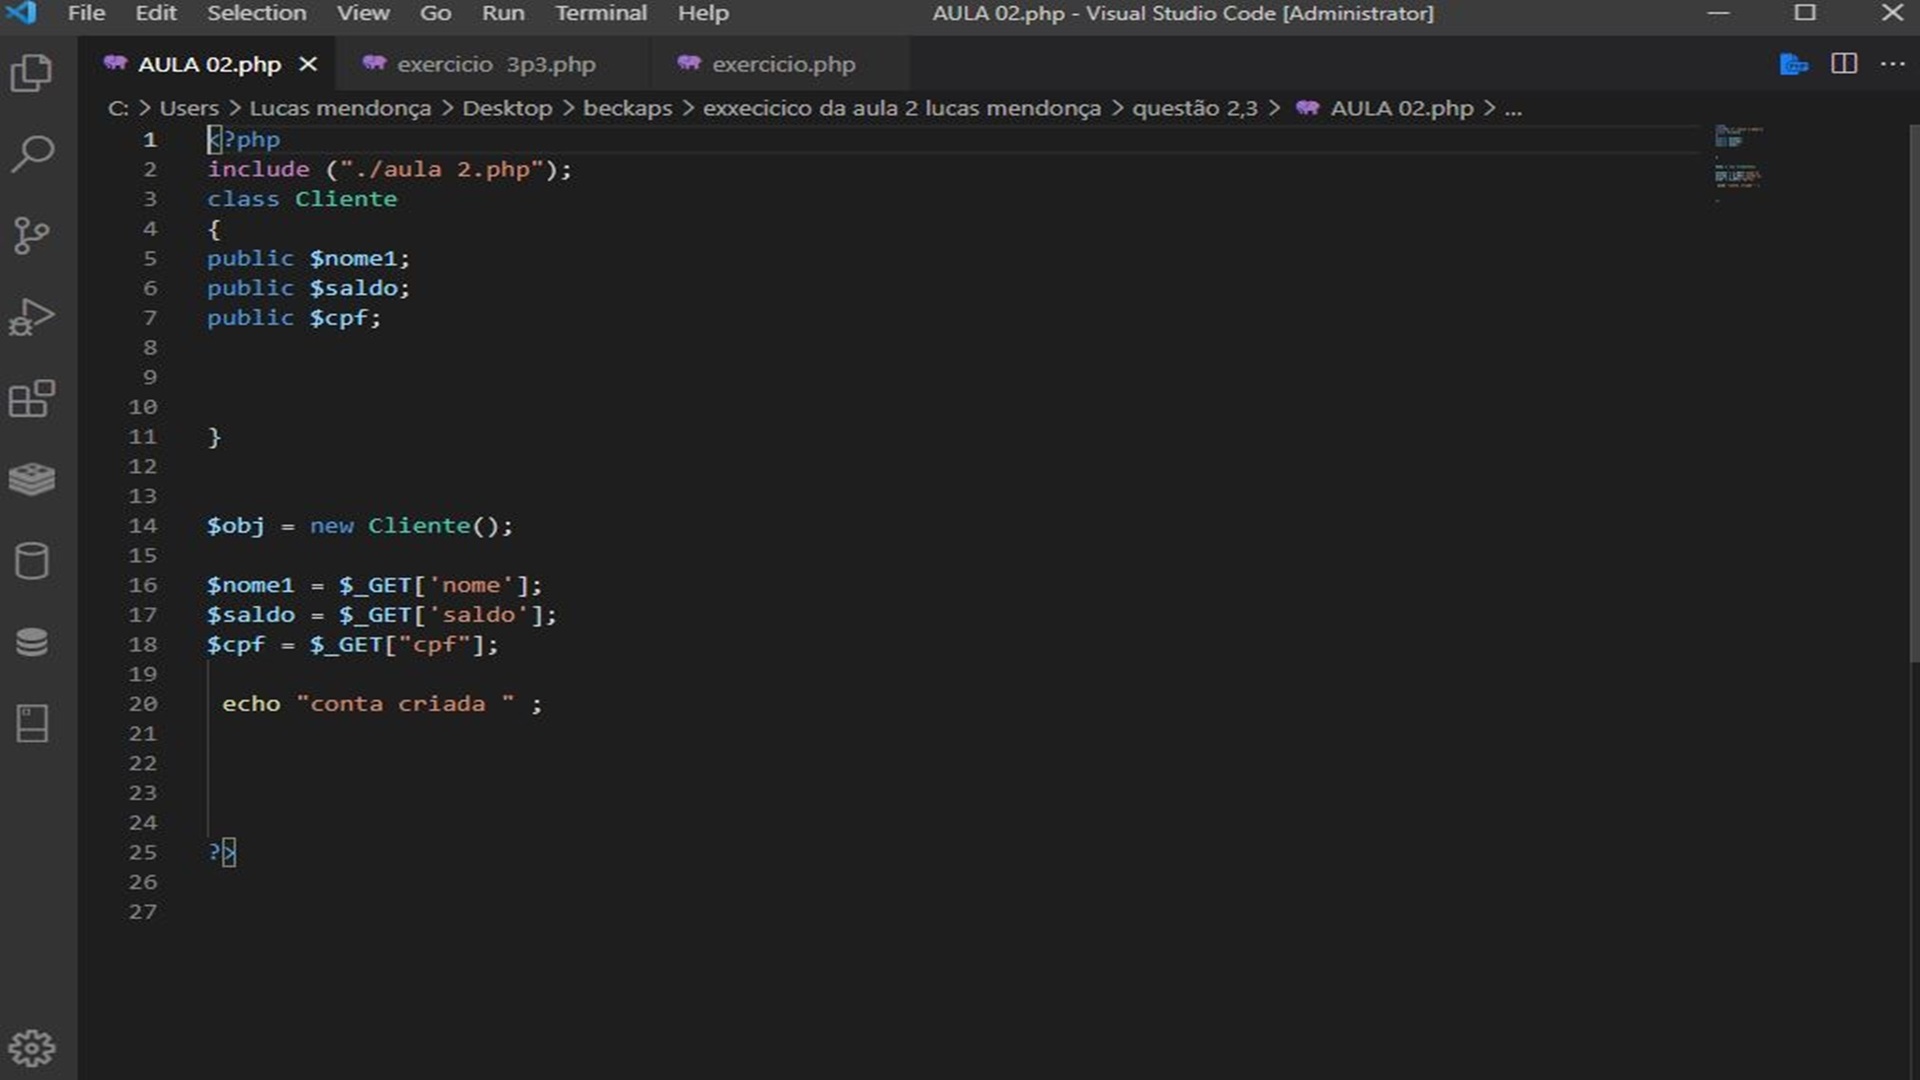 File Edit Selection View Go Run Terminal Help AULA 02.php - Visual Studio Code [Administrator]
AULA 02.php exercicio 3p3.php exercicio.php
C: > Users > Lucas mendonça > Desktop > beckaps > exxecicico da aula 2 lucas mendonça > questão 2,3 > AULA 02.php > ...
1 <?php
2 include ("./aula 2.php");
3 class Cliente
4 {
5 public $nome1;
6 public $saldo;
7 public $cpf;
8
9
10
11 }
12
13
14 $obj = new Cliente();
15
16 $nome1 = $_GET['nome'];
17 $saldo = $_GET['saldo'];
18 $cpf = $_GET["cpf"];
19
20 echo "conta criada " ;
21
22
23
24
25 ?>
26
27